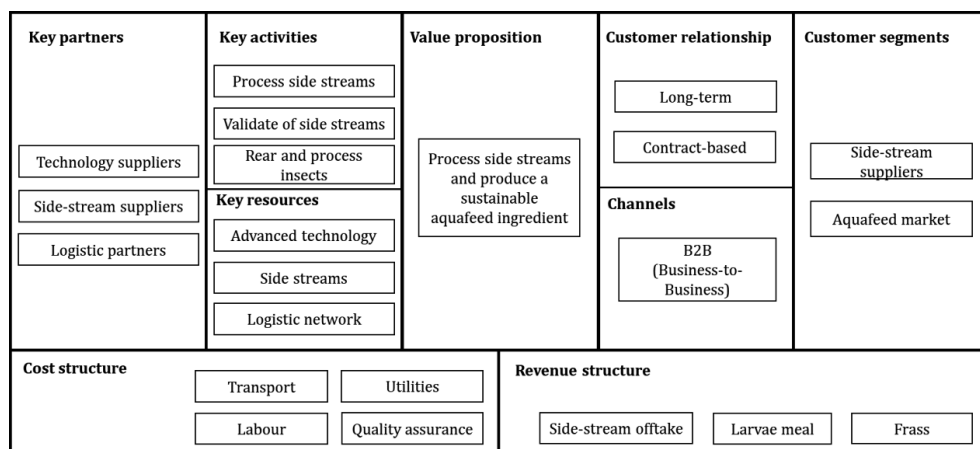 Key partners
Technology suppliers
Side-stream suppliers
Logistic partners
Key activities
Process side streams
Validate of side streams
Rear and process
insects
Key resources
Advanced technology
Side streams
Logistic network
Value proposition
Process side streams
and produce a
sustainable
aquafeed ingredient
Customer relationship
Long-term
Contract-based
Channels
B2B
(Business-to-
Business)
Customer segments
Side-stream
suppliers
Aquafeed market
Cost structure
Transport
Utilities
Labour
Quality assurance
Revenue structure
Side-stream offtake
Larvae meal
Frass